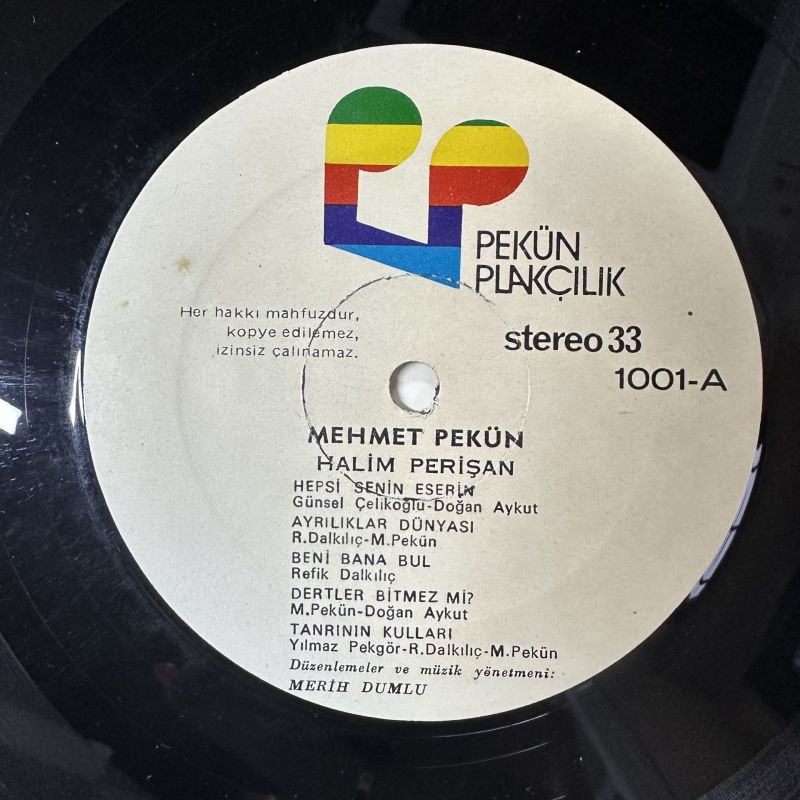 PEKÜN
PLAKÇILIK
Her hakkı mahfuzdur,
kopye edilemez,
izinsiz çalınamaz.
stereo 33
1001-A
MEHMET PEKÜN
HALİM PERİŞAN
HEPSİ SENİN ESERİN
Günsel Çelikoğlu-Doğan Aykut
AYRILIKLAR DÜNYASI
R.Dalkılıç-M.Pekün
BENİ BANA BUL
Refik Dalkılıç
DERTLER BİTMEZ Mİ?
M.Pekün-Doğan Aykut
TANRININ KULLARI
Yılmaz Pekgör-R.Dalkılıç-M.Pekün
Düzenlemeler ve müzik yönetmeni:
MERİH DUMLU